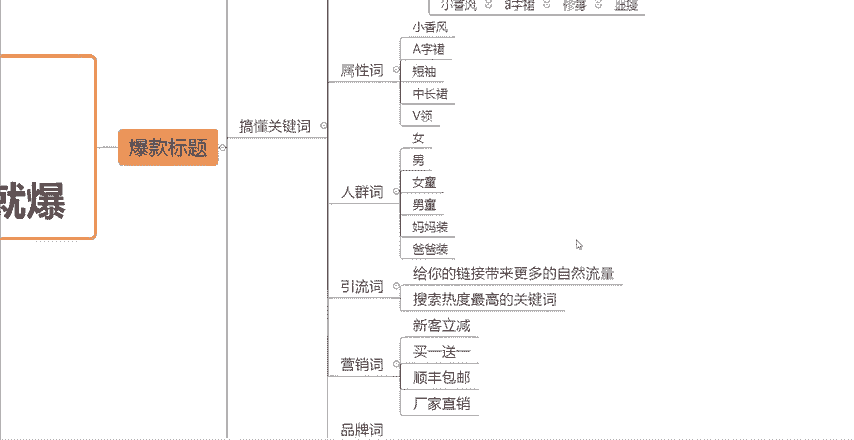 小香风 a字裙 修身 显瘦
小香风
A字裙
属性词
短袖
中长裙
V领
搞懂关键词
爆款标题
就爆
女
男
女童
人群词
男童
妈妈装
爸爸装
给你的链接带来更多的自然流量
引流词
搜索热度最高的关键词
新客立减
买一送一
营销词
顺丰包邮
厂家直销
品牌词